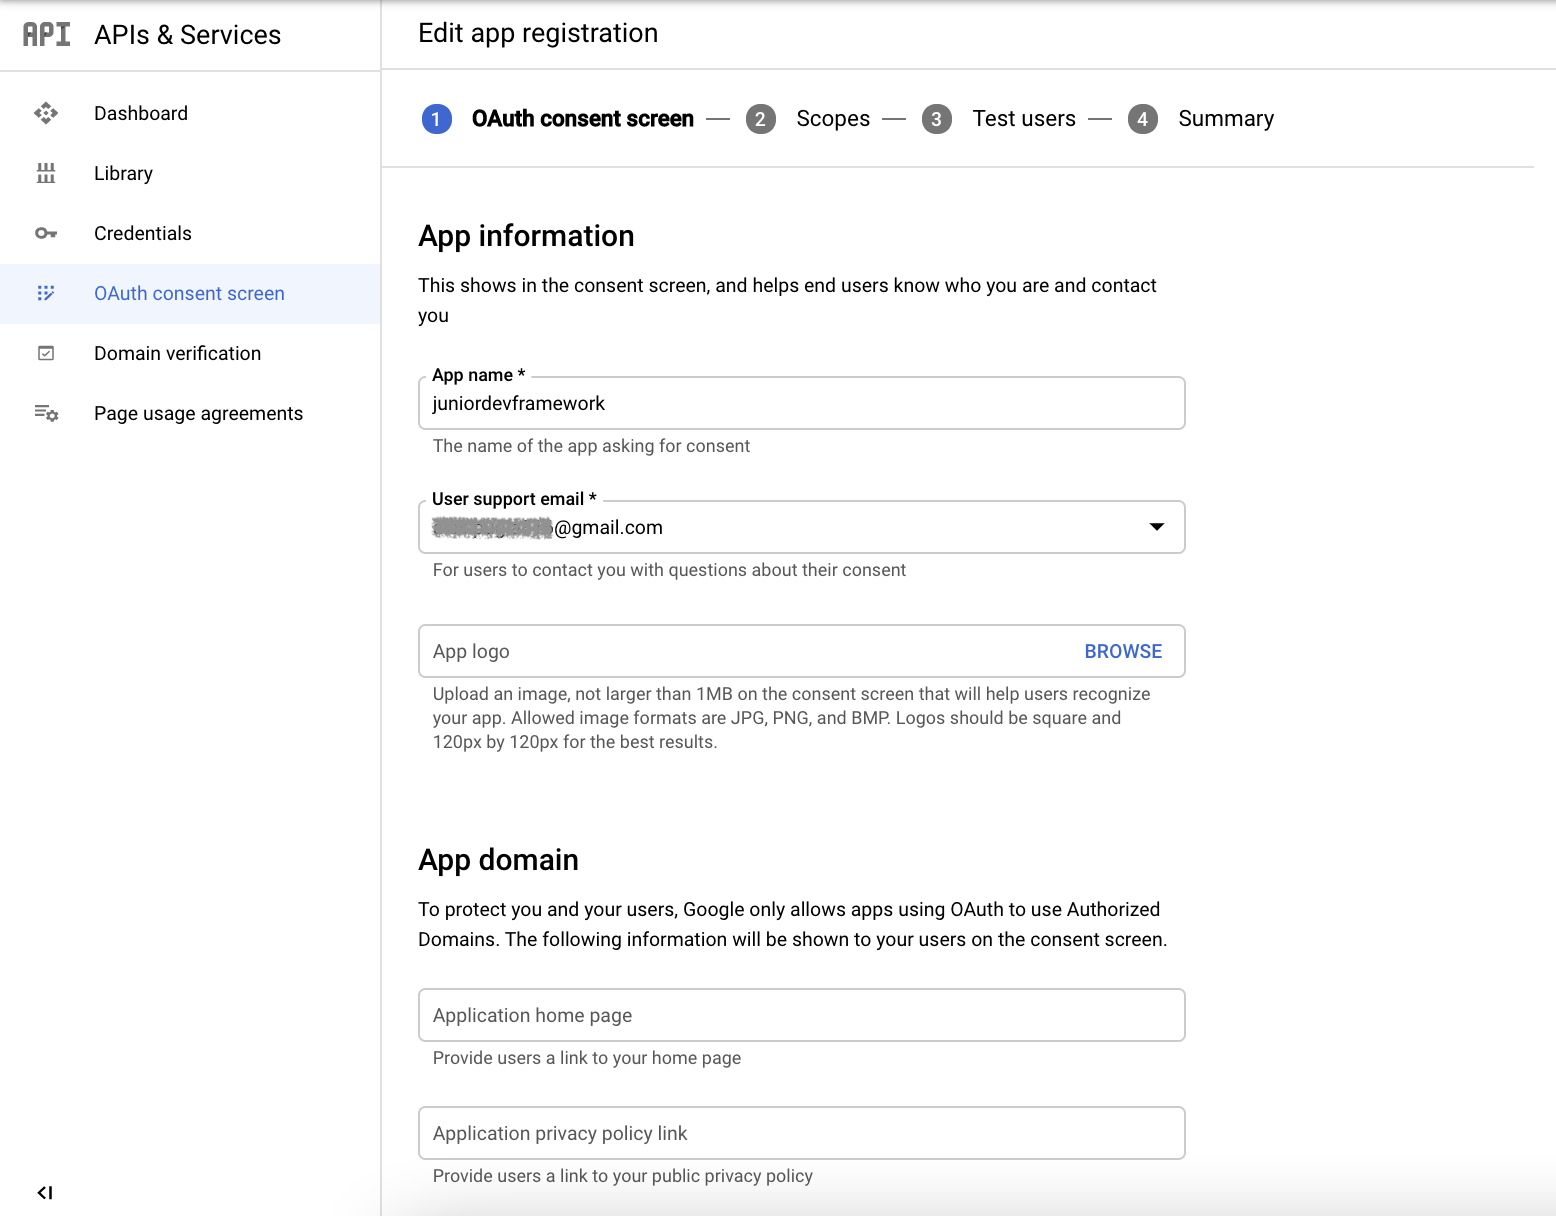 API APIs & Services
Dashboard
Library
Credentials
OAuth consent screen
Domain verification
Page usage agreements
Edit app registration
1 OAuth consent screen — 2 Scopes — 3 Test users — 4 Summary
App information
This shows in the consent screen, and helps end users know who you are and contact
you
App name *
juniordevframework
The name of the app asking for consent
User support email *
@gmail.com
For users to contact you with questions about their consent
App logo BROWSE
Upload an image, not larger than 1MB on the consent screen that will help users recognize
your app. Allowed image formats are JPG, PNG, and BMP. Logos should be square and
120px by 120px for the best results.
App domain
To protect you and your users, Google only allows apps using OAuth to use Authorized
Domains. The following information will be shown to your users on the consent screen.
Application home page
Provide users a link to your home page
Application privacy policy link
Provide users a link to your public privacy policy